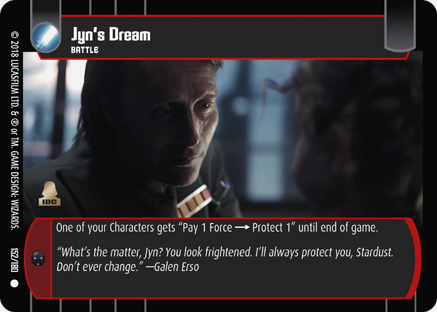 Jyn's Dream
BATTLE
One of your Characters gets “Pay 1 Force → Protect 1” until end of game.
“What's the matter, Jyn? You look frightened. I'll always protect you, Stardust.
Don't ever change.” —Galen Erso
© 2018 LUCASFILM LTD. & ® or TM. GAME DESIGN: WIZARDS.
152/180
IDC